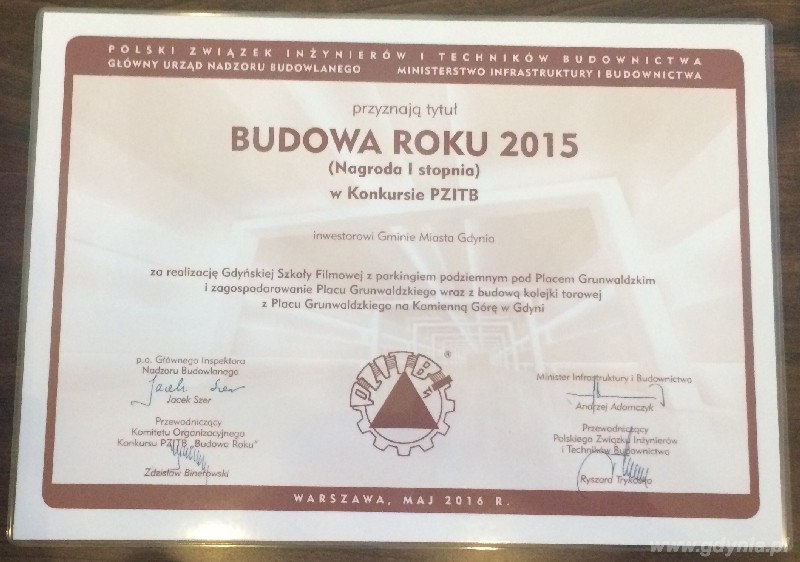 POLSKI ZWIĄZEK INŻYNIERÓW I TECHNIKÓW BUDOWNICTWA
GŁÓWNY URZĄD NADZORU BUDOWLANEGO MINISTERSTWO INFRASTRUKTURY I BUDOWNICTWA
przyznają tytuł
BUDOWA ROKU 2015
(Nagroda I stopnia)
w Konkursie PZITB
inwestorowi Gminie Miasta Gdynia
za realizację Gdyńskiej Szkoły Filmowej z parkingiem podziemnym pod Placem Grunwaldzkim
i zagospodarowanie Placu Grunwaldzkiego wraz z budową kolejki torowej
z Placu Grunwaldzkiego na Kamienną Górę w Gdyni
p.o. Głównego Inspektora
Nadzoru Budowlanego
Jacek Szer
Jacek Szer
Przewodniczący
Komitetu Organizacyjnego
Konkursu PZITB „Budowa Roku"
Zdzisław Binerowski
PZITB
®
Minister Infrastruktury i Budownictwa
Andrzej Adamczyk
Przewodniczący
Polskiego Związku Inżynierów
i Techników Budownictwa
Ryszard Trykosko
WARSZAWA, MAJ 2016 R.
www.gdynia.pl